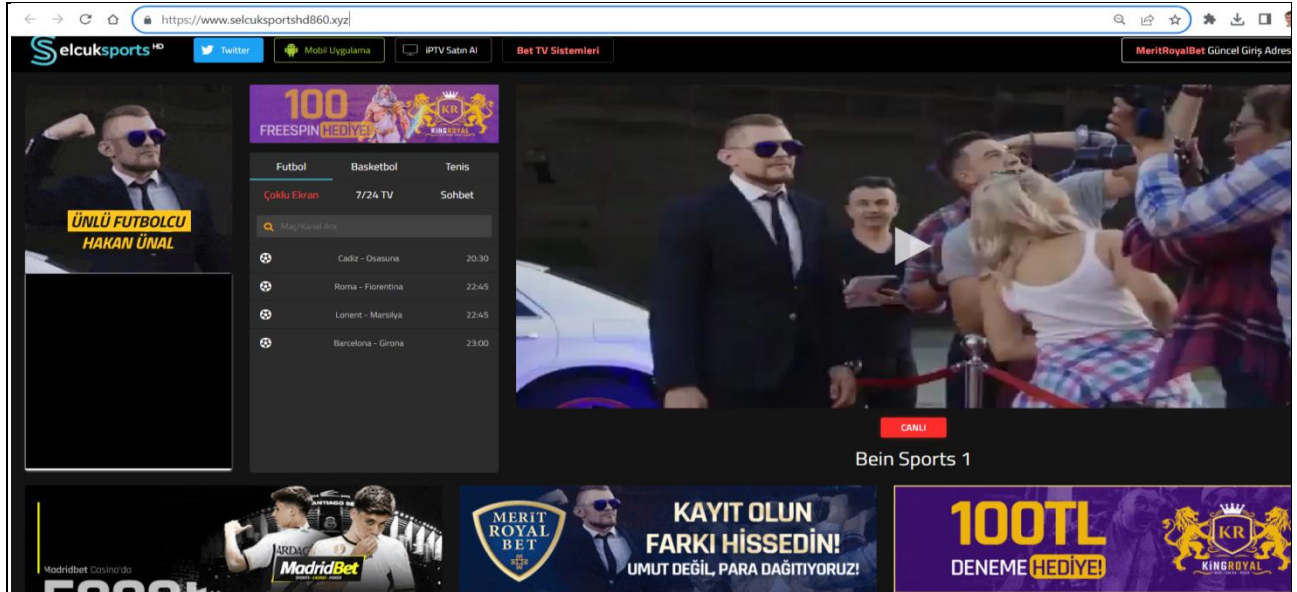 https://www.selcuksportshd860.xyz
Selcuksports HD
Twitter
Mobil Uygulama
IPTV Satın Al
Bet TV Sistemleri
MeritRoyalBet Güncel Giriş Adres
ÜNLÜ FUTBOLCU
HAKAN ÜNAL
100
FREESPIN HEDİYE!
KR
KINGROYAL
Futbol Basketbol Tenis
Çoklu Ekran 7/24 TV Sohbet
Maç/Kanal Ara
Cadiz - Osasuna 20:30
Roma - Fiorentina 22:45
Lorient - Marsilya 22:45
Barcelona - Girona 23:00
CANLI
Bein Sports 1
Madridbet Casino'da
ARDAG
MadridBet
MERIT
ROYAL
BET
KAYIT OLUN
FARKI HİSSEDİN!
UMUT DEĞİL, PARA DAĞITIYORUZ!
100TL
DENEME HEDİYE!
KR
KINGROYAL